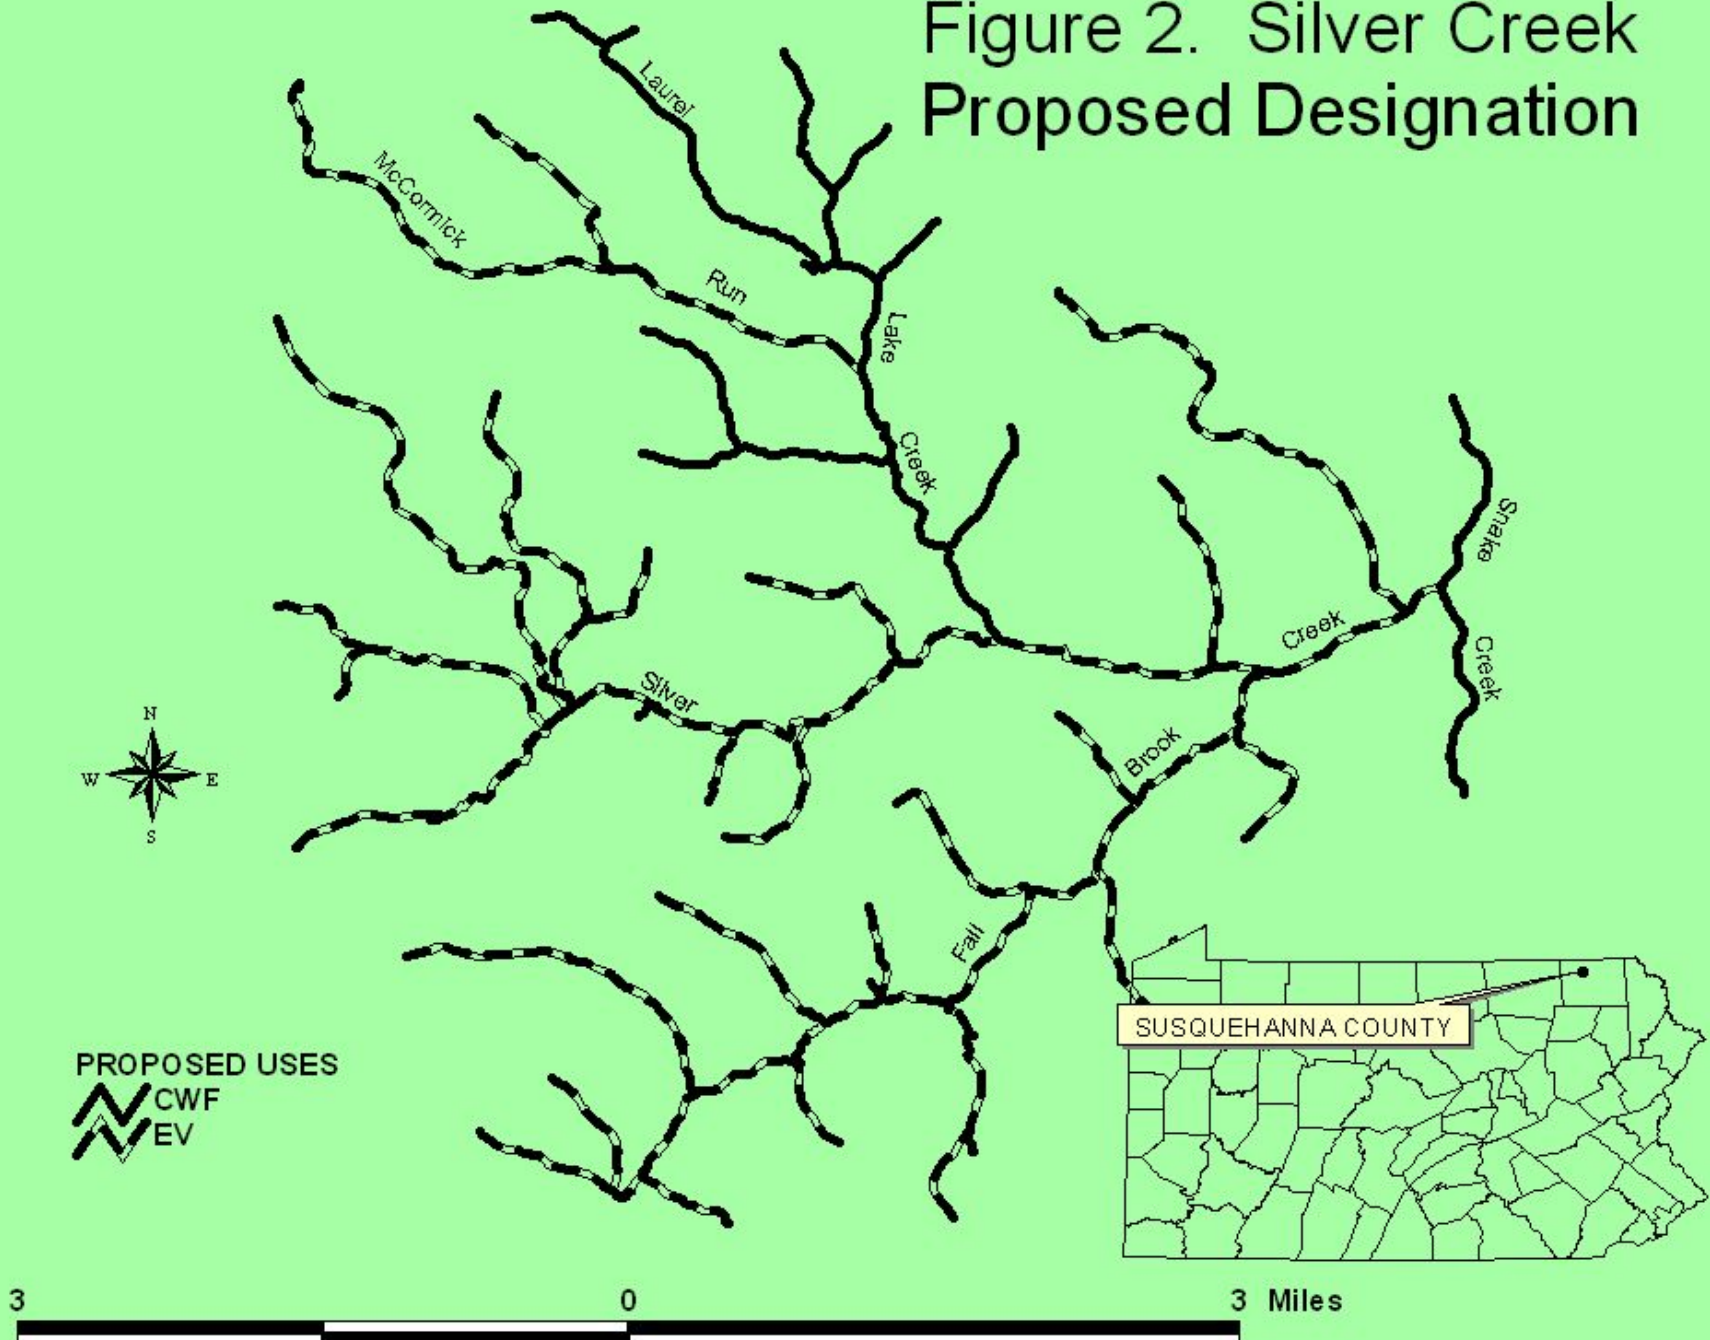 Figure 2. Silver Creek
Proposed Designation
Laurel
McCormick
Run
Lake
Creek
Snake
Creek
Creek
Silver
Brook
Fall
N
W E
S
SUSQUEHANNA COUNTY
PROPOSED USES
CWF
EV
3 0 3 Miles